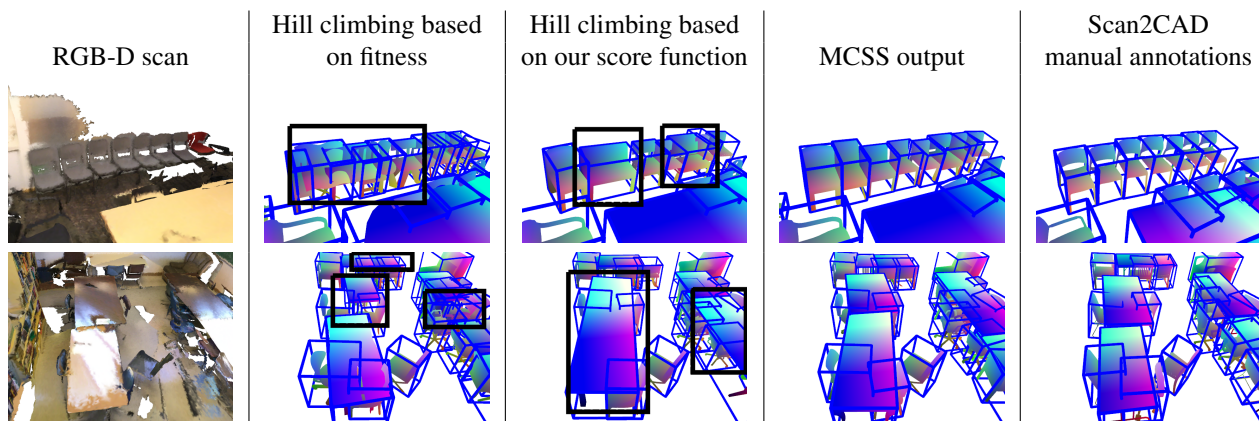 RGB-D scan
Hill climbing based
on fitness
Hill climbing based
on our score function
MCSS output
Scan2CAD
manual annotations